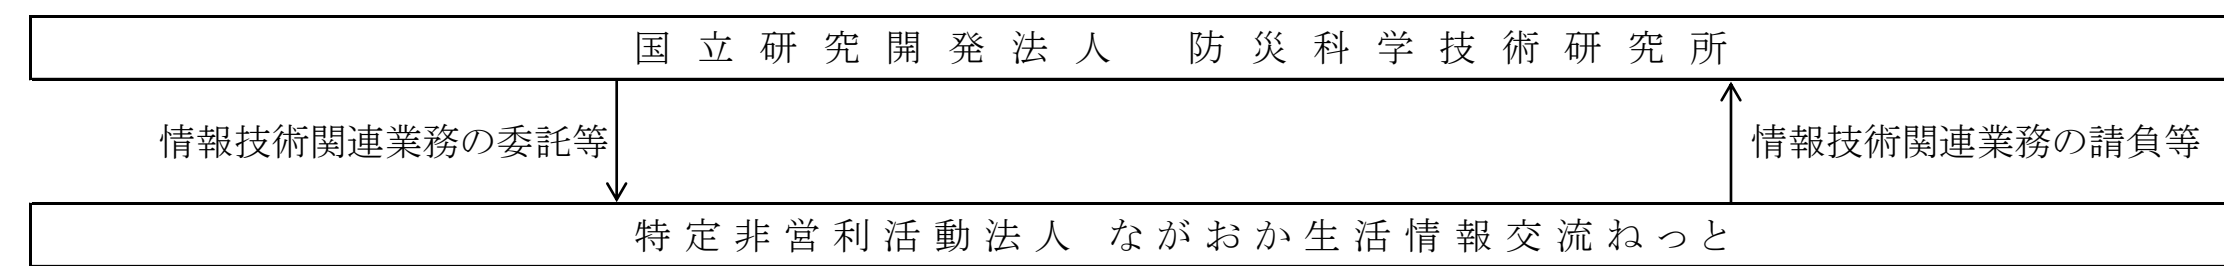 国立研究開発法人 防災科学技術研究所
情報技術関連業務の委託等
情報技術関連業務の請負等
特定非営利活動法人 ながおか生活情報交流ねっと